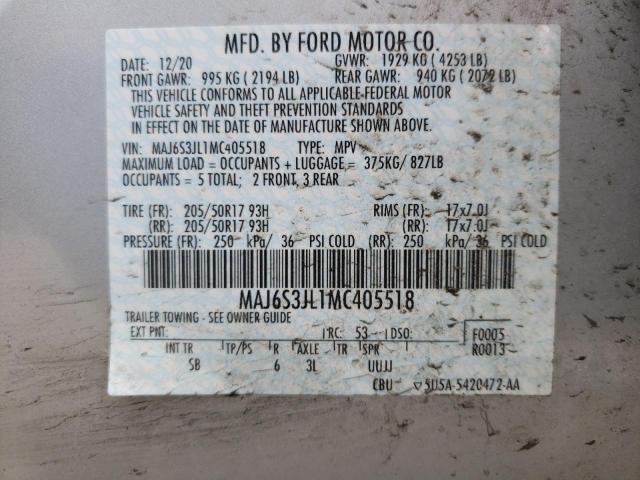 MFD. BY FORD MOTOR CO.
DATE: 12/20 GVWR: 1929 KG ( 4253 LB)
FRONT GAWR: 995 KG ( 2194 LB) REAR GAWR: 940 KG ( 2072 LB)
THIS VEHICLE CONFORMS TO ALL APPLICABLE FEDERAL MOTOR
VEHICLE SAFETY AND THEFT PREVENTION STANDARDS
IN EFFECT ON THE DATE OF MANUFACTURE SHOWN ABOVE.
VIN: MAJ6S3JL1MC405518 TYPE: MPV
MAXIMUM LOAD = OCCUPANTS + LUGGAGE = 375KG/ 827LB
OCCUPANTS = 5 TOTAL; 2 FRONT, 3 REAR
TIRE (FR): 205/50R17 93H RIMS (FR): 17x7.0J
(RR): 205/50R17 93H (RR): 17x7.0J
PRESSURE (FR): 250 kPa/ 36 PSI COLD (RR): 250 kPa/ 36 PSI COLD
MAJ6S3JL1MC405518
TRAILER TOWING - SEE OWNER GUIDE
EXT PNT: RC: 53 DSO: F0005
INT TR TP/PS R AXLE TR SPR R0013
SB 6 3L UUJJ
CBU ▽ 5U5A-5420472-AA